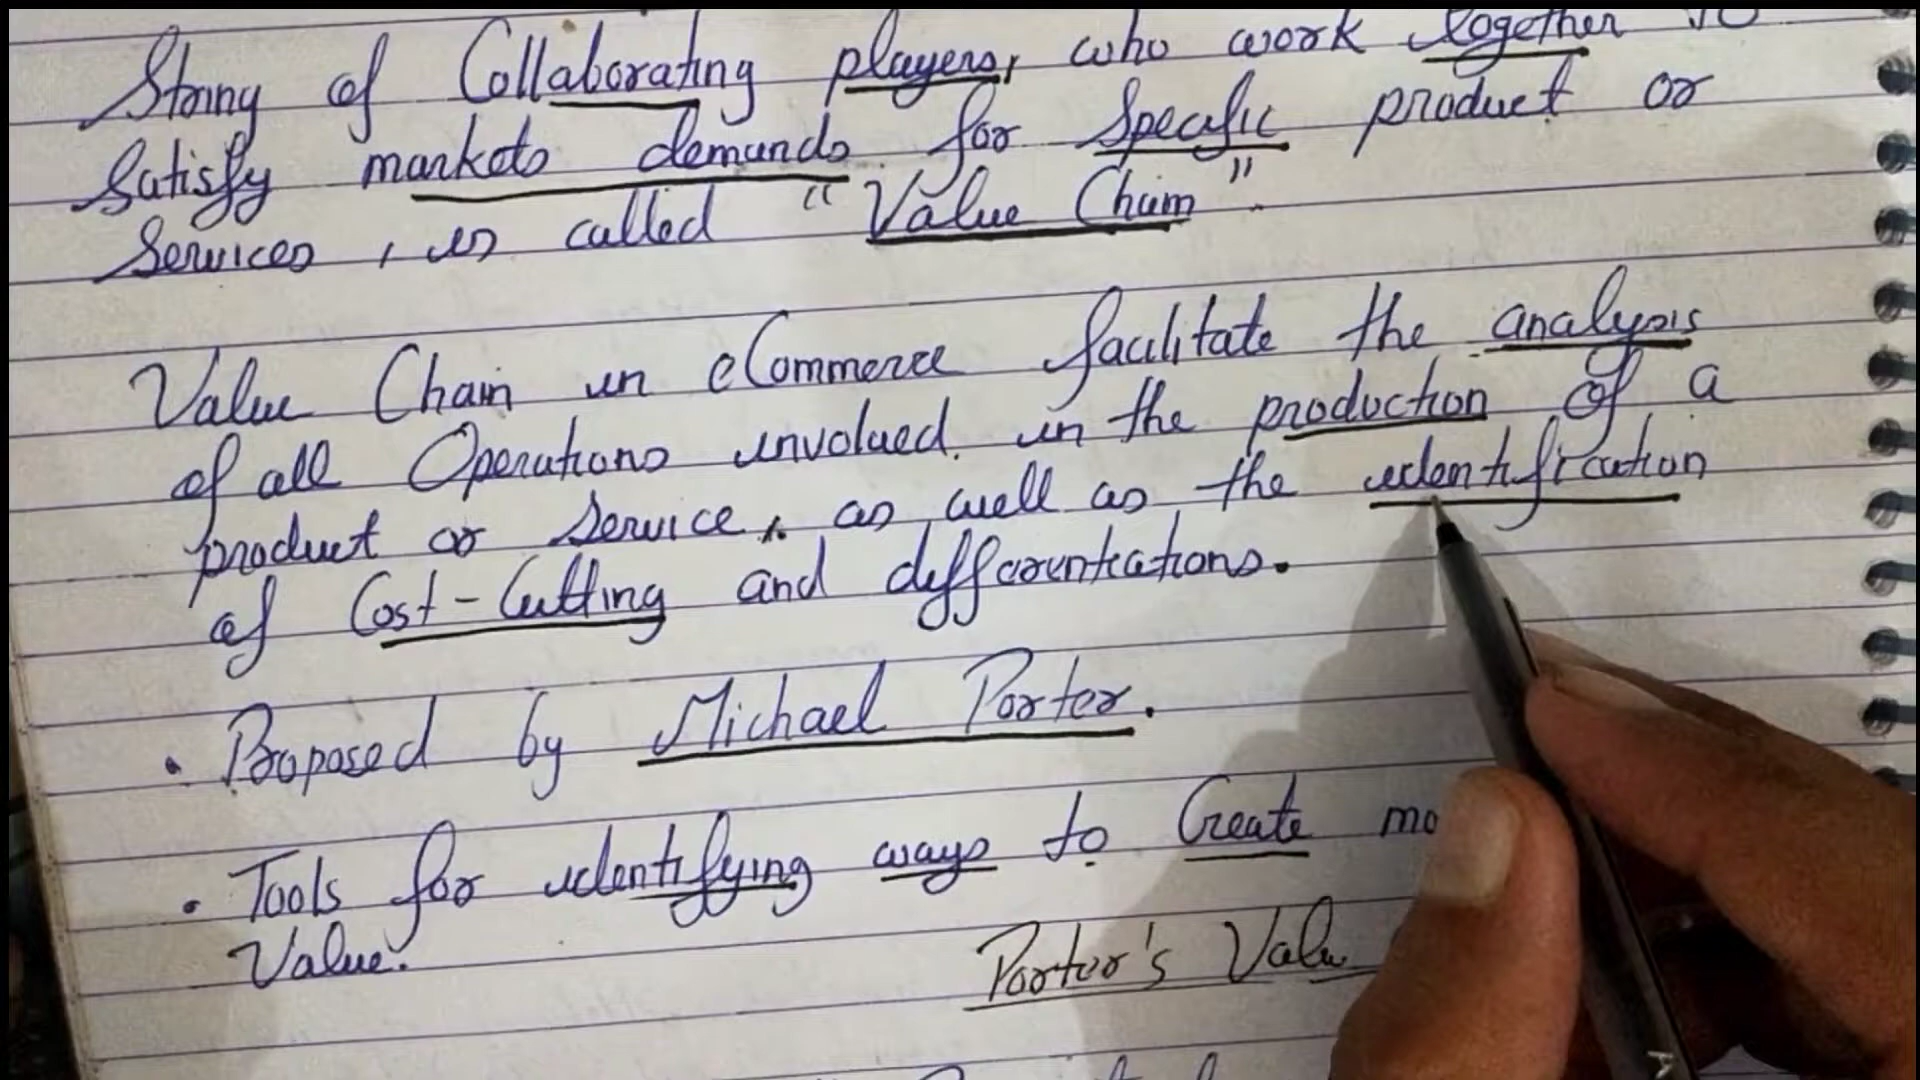 String of Collaborating players, who work together to
Satisfy markets demands for Specific product or
Services, is called "Value Chain".
Value Chain in eCommerce facilitate the analysis
of all Operations involved in the production of a
product or Service, as well as the identification
of Cost-Cutting and differentiations.
• Proposed by Michael Porter.
• Tools for identifying ways to Create mo
Value.
Porter's Value